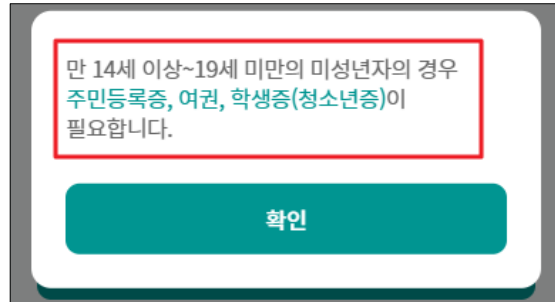 만 14세 이상~19세 미만의 미성년자의 경우
주민등록증, 여권, 학생증(청소년증)이
필요합니다.
확인